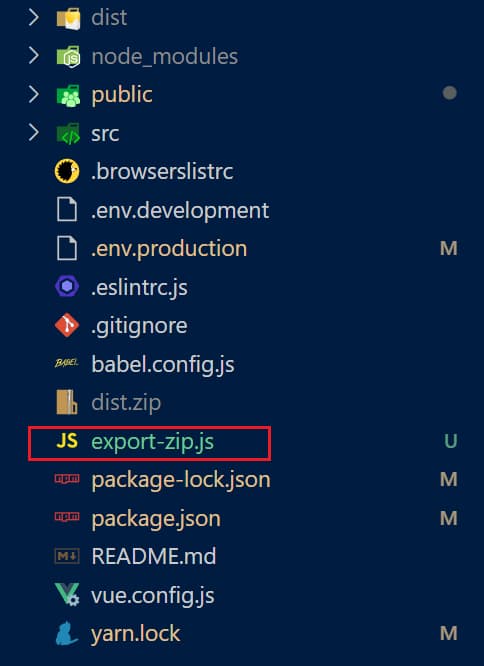 dist
node_modules
public
src
.browserslistrc
.env.development
.env.production M
.eslintrc.js
.gitignore
BABEL babel.config.js
dist.zip
JS export-zip.js U
npm package-lock.json M
npm package.json M
M README.md
vue.config.js
yarn.lock M